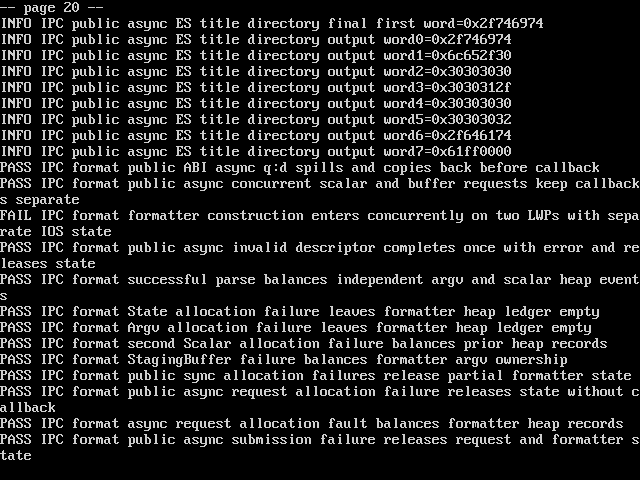 -- page 20 --
INFO IPC public async ES title directory final first word=0x2f746974
INFO IPC public async ES title directory output word0=0x2f746974
INFO IPC public async ES title directory output word1=0x6c652f30
INFO IPC public async ES title directory output word2=0x30303030
INFO IPC public async ES title directory output word3=0x3030312f
INFO IPC public async ES title directory output word4=0x30303030
INFO IPC public async ES title directory output word5=0x30303032
INFO IPC public async ES title directory output word6=0x2f646174
INFO IPC public async ES title directory output word7=0x61ff0000
PASS IPC format public ABI async q:d spills and copies back before callback
PASS IPC format public async concurrent scalar and buffer requests keep callback
s separate
FAIL IPC format formatter construction enters concurrently on two LWPs with sepa
rate IOS state
PASS IPC format public async invalid descriptor completes once with error and re
leases state
PASS IPC format successful parse balances independent argv and scalar heap event
s
PASS IPC format State allocation failure leaves formatter heap ledger empty
PASS IPC format Argv allocation failure leaves formatter heap ledger empty
PASS IPC format second Scalar allocation failure balances prior heap records
PASS IPC format StagingBuffer failure balances formatter argv ownership
PASS IPC format public sync allocation failures release partial formatter state
PASS IPC format public async request allocation failure releases state without c
allback
PASS IPC format async request allocation fault balances formatter heap records
PASS IPC format public async submission failure releases request and formatter s
tate